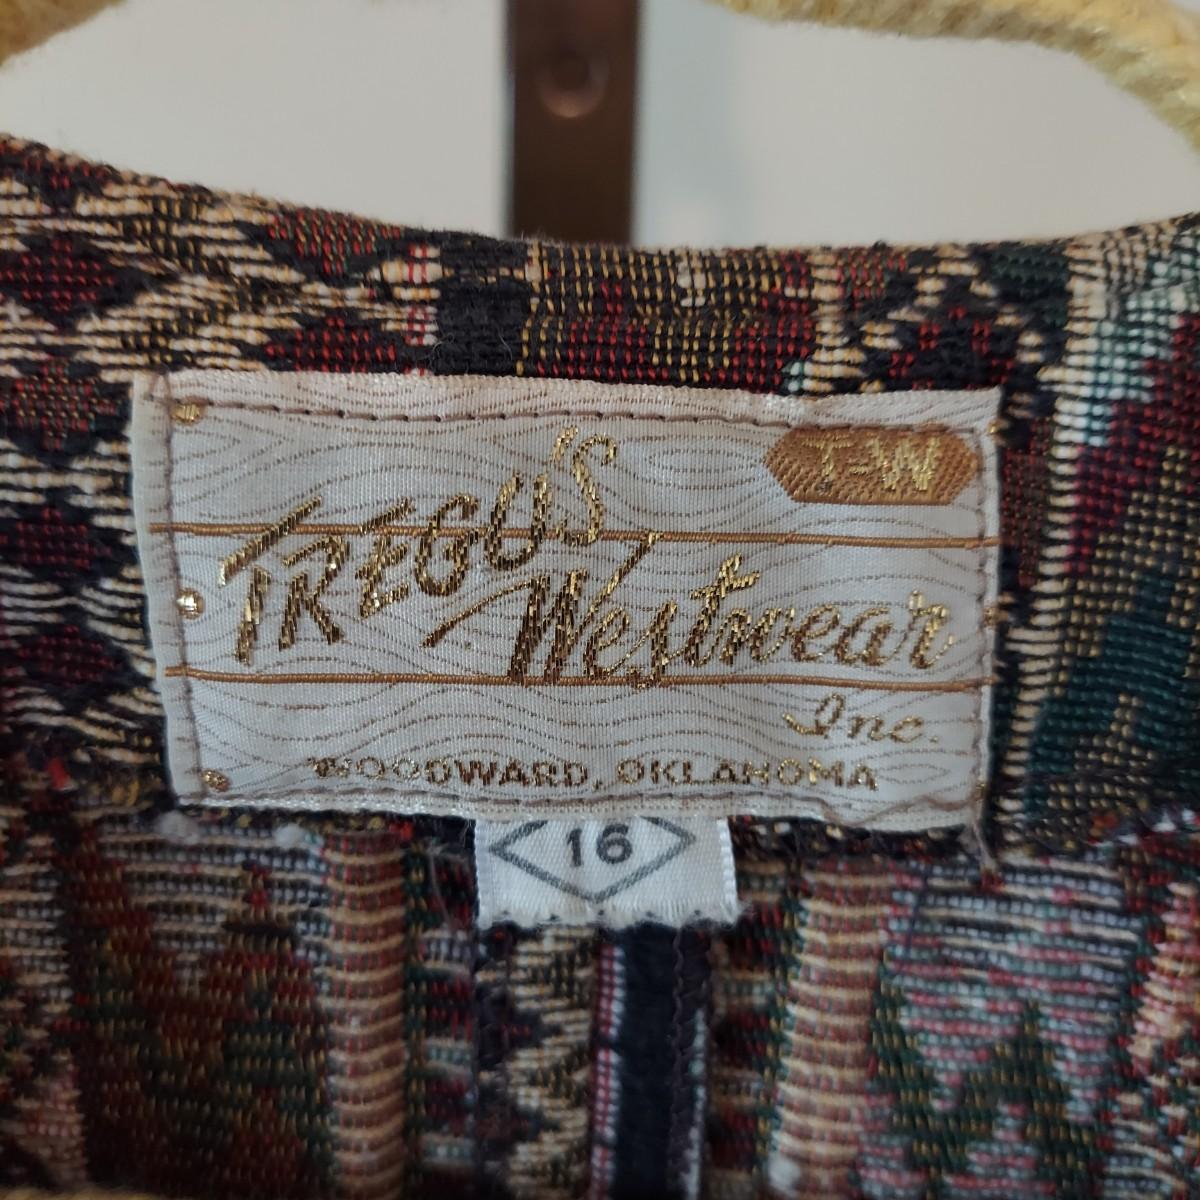 T-W
TREGO'S
Westwear
Inc.
WOODWARD, OKLAHOMA
16